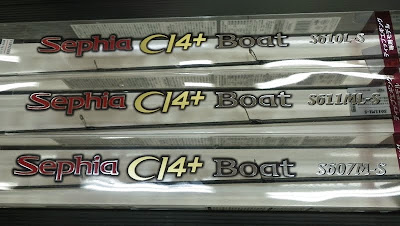 Sephia CI4+ Boat S610L-S
Sephia CI4+ Boat S611ML-S
Sephia CI4+ Boat S607M-S